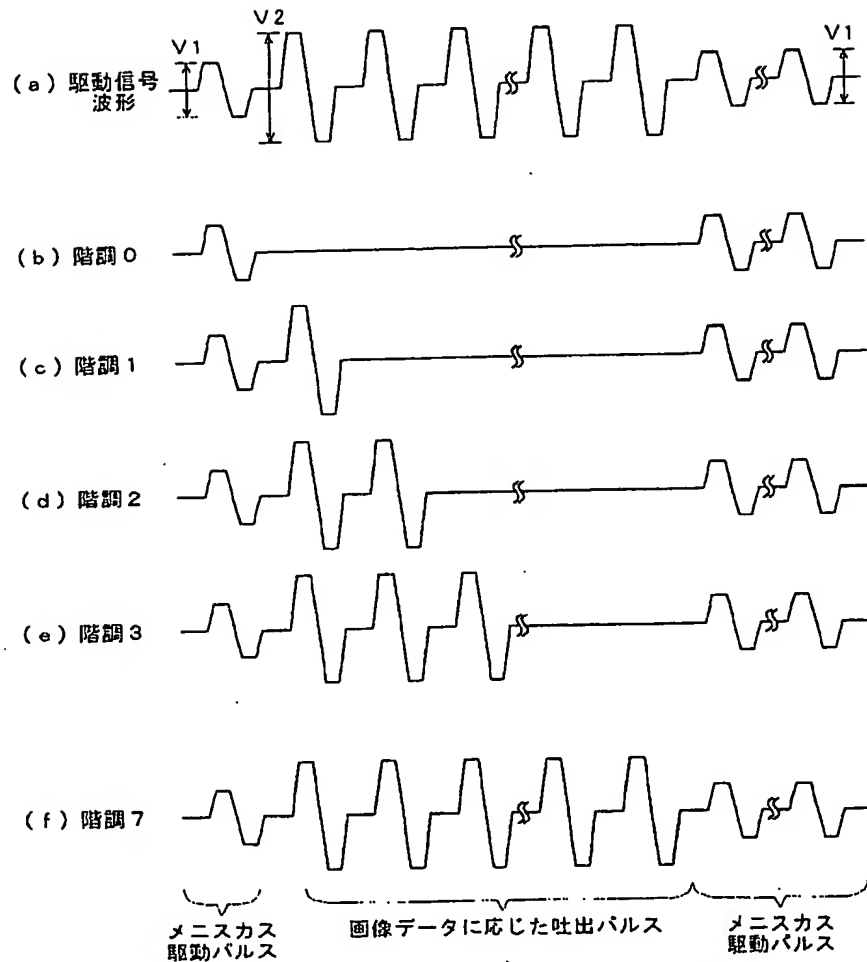 V1
V2
V1
(a)駆動信号
波形
(b)階調0
(c)階調1
(d)階調2
(e)階調3
(f)階調7
メニスカス
駆動パルス
画像データに応じた吐出パルス
メニスカス
駆動パルス